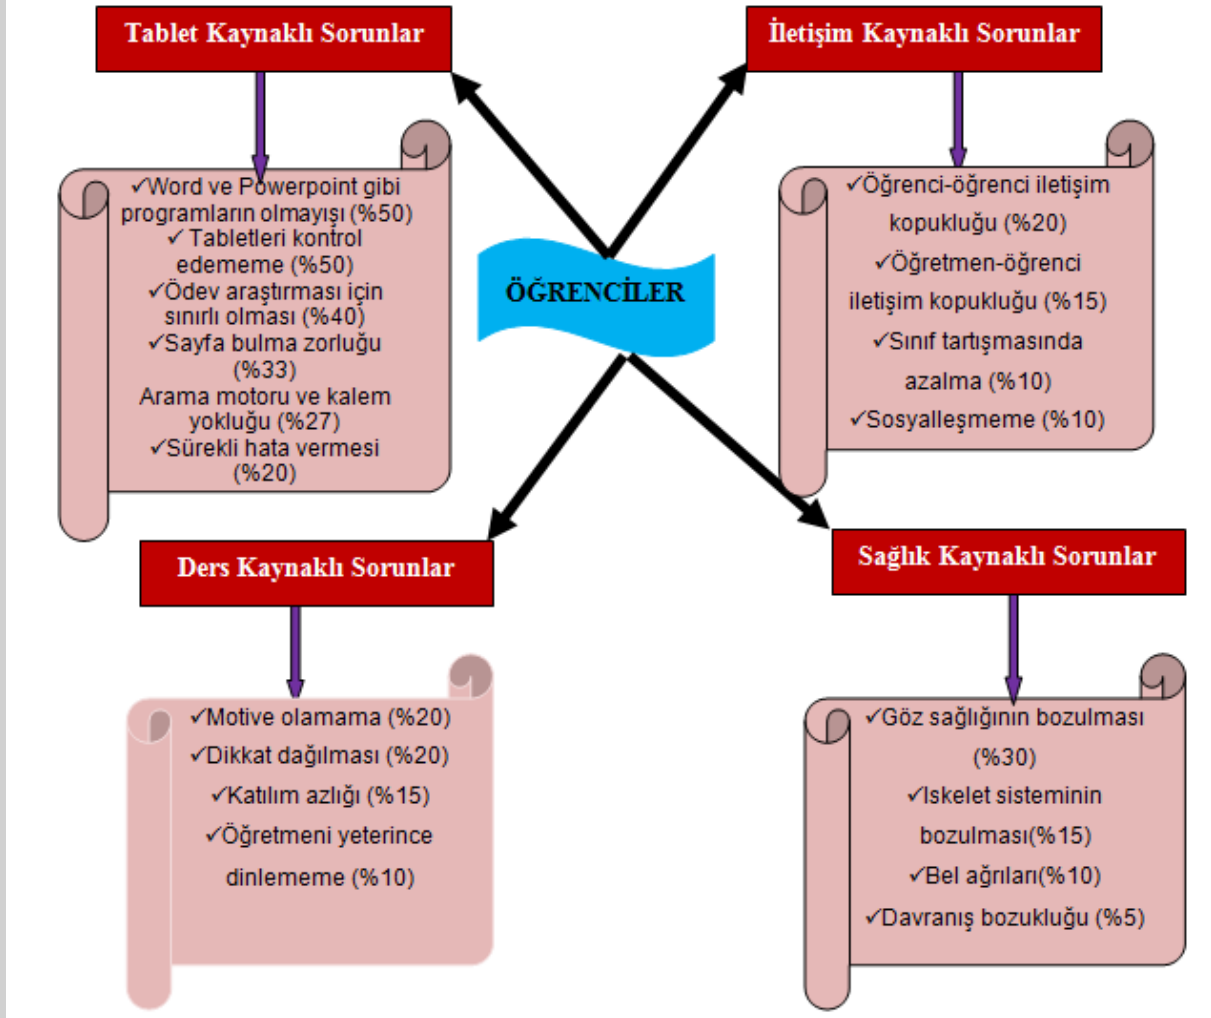 Tablet Kaynaklı Sorunlar
✓Word ve Powerpoint gibi
programların olmayışı (%50)
✓ Tabletleri kontrol
edememe (%50)
✓Ödev araştırması için
sınırlı olması (%40)
✓Sayfa bulma zorluğu
(%33)
Arama motoru ve kalem
yokluğu (%27)
✓Sürekli hata vermesi
(%20)
İletişim Kaynaklı Sorunlar
✓Öğrenci-öğrenci iletişim
kopukluğu (%20)
✓Öğretmen-öğrenci
iletişim kopukluğu (%15)
✓Sınıf tartışmasında
azalma (%10)
✓Sosyalleşmeme (%10)
ÖĞRENCİLER
Ders Kaynaklı Sorunlar
✓Motive olamama (%20)
✓Dikkat dağılması (%20)
✓Katılım azlığı (%15)
✓Öğretmeni yeterince
dinlememe (%10)
Sağlık Kaynaklı Sorunlar
✓Göz sağlığının bozulması
(%30)
✓Iskelet sisteminin
bozulması(%15)
✓Bel ağrıları(%10)
✓Davranış bozukluğu (%5)